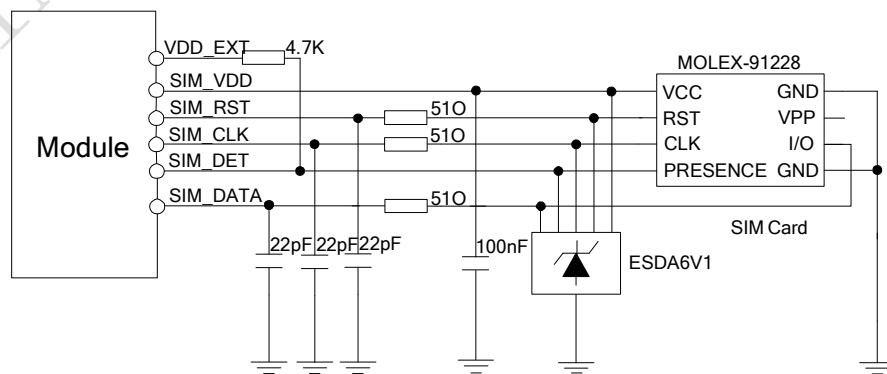 VDD_EXT
4.7K
SIM_VDD
SIM_RST
SIM_CLK
SIM_DET
SIM_DATA
Module
51O
51O
51O
22pF
22pF
22pF
100nF
MOLEX-91228
VCC
GND
RST
VPP
CLK
I/O
PRESENCE
GND
SIM Card
ESDA6V1